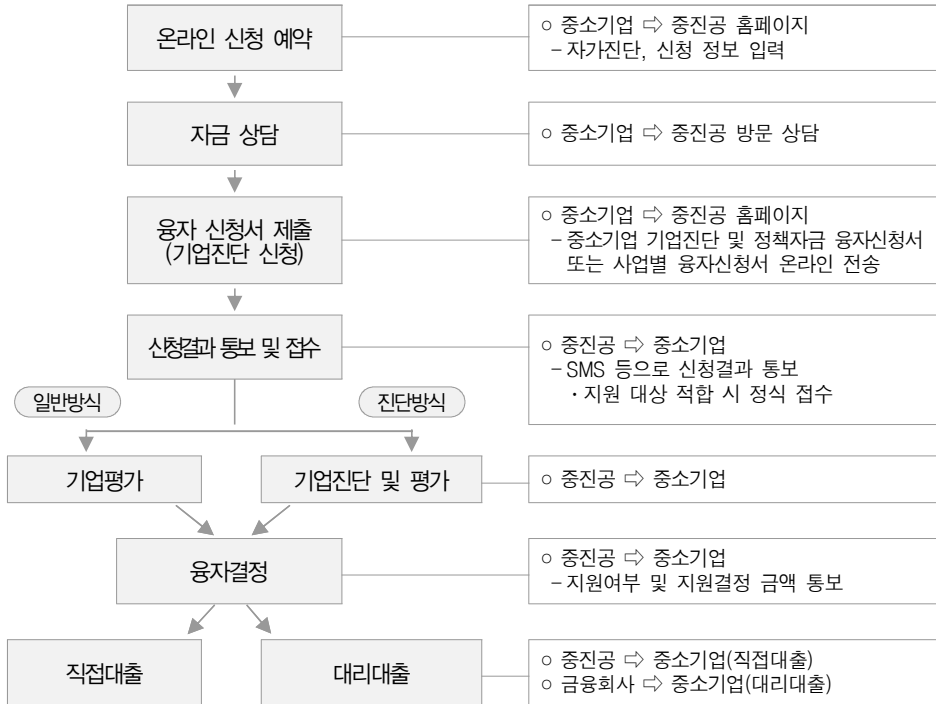 온라인 신청 예약
○ 중소기업 ⇨ 중진공 홈페이지
– 자가진단, 신청 정보 입력
자금 상담
○ 중소기업 ⇨ 중진공 방문 상담
융자 신청서 제출
(기업진단 신청)
○ 중소기업 ⇨ 중진공 홈페이지
– 중소기업 기업진단 및 정책자금 융자신청서
또는 사업별 융자신청서 온라인 전송
신청결과 통보 및 접수
○ 중진공 ⇨ 중소기업
– SMS 등으로 신청결과 통보
· 지원 대상 적합 시 정식 접수
일반방식
진단방식
기업평가
기업진단 및 평가
○ 중진공 ⇨ 중소기업
융자결정
○ 중진공 ⇨ 중소기업
– 지원여부 및 지원결정 금액 통보
직접대출
대리대출
○ 중진공 ⇨ 중소기업(직접대출)
○ 금융회사 ⇨ 중소기업(대리대출)